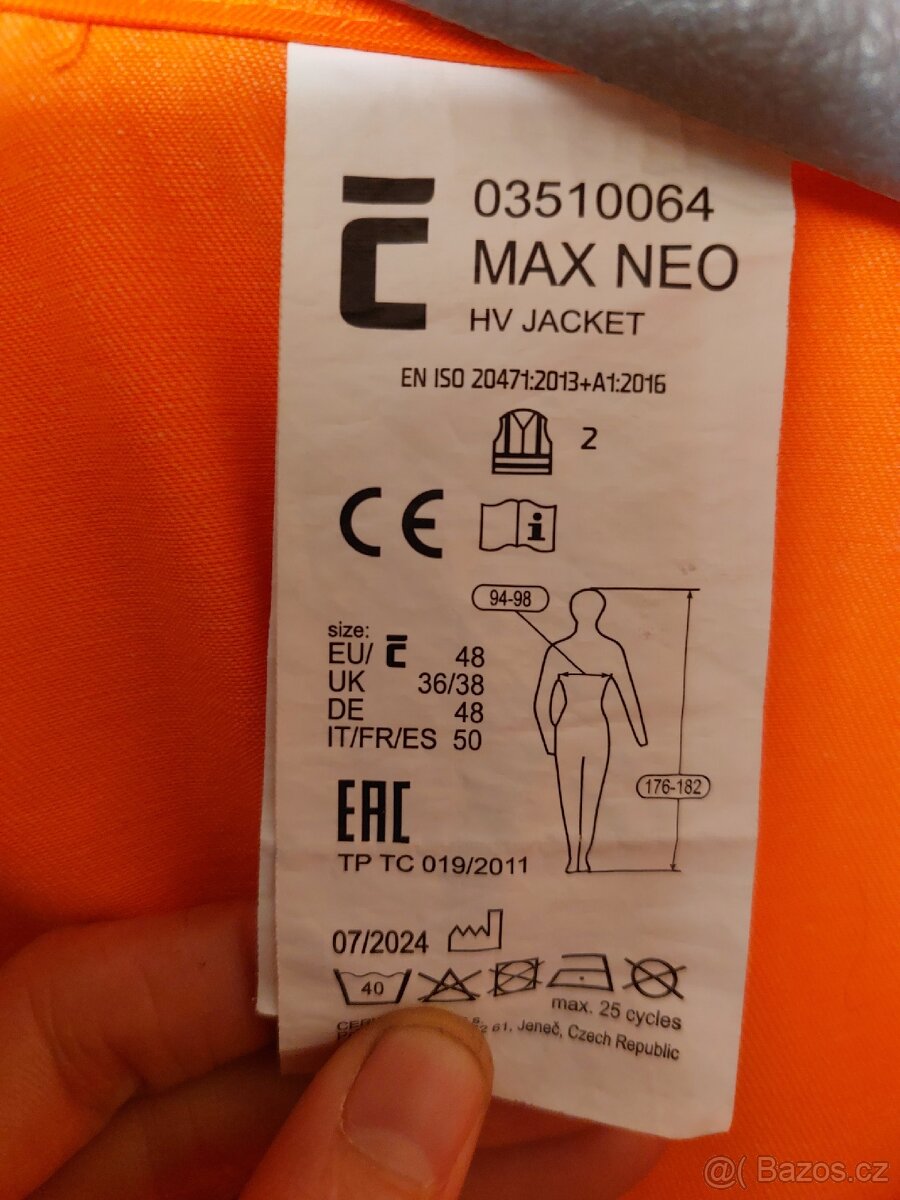 03510064
MAX NEO
HV JACKET
EN ISO 20471:2013+A1:2016
2
CE
i
94-98
size:
EU/ Č 48
UK 36/38
DE 48
IT/FR/ES 50
176-182
EAC
TP TC 019/2011
07/2024
40
max. 25 cycles
61, Jeneč, Czech Republic
@( Bazos.cz